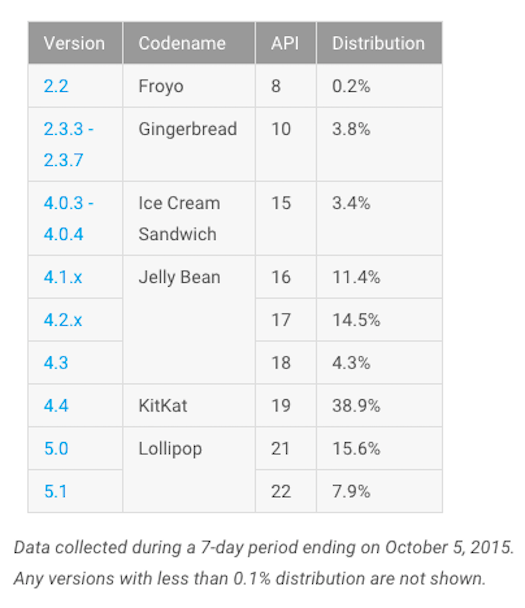 Version Codename API Distribution
2.2 Froyo 8 0.2%
2.3.3 - Gingerbread 10 3.8%
2.3.7
4.0.3 - Ice Cream 15 3.4%
4.0.4 Sandwich
4.1.x Jelly Bean 16 11.4%
4.2.x 17 14.5%
4.3 18 4.3%
4.4 KitKat 19 38.9%
5.0 Lollipop 21 15.6%
5.1 22 7.9%
Data collected during a 7-day period ending on October 5, 2015.
Any versions with less than 0.1% distribution are not shown.